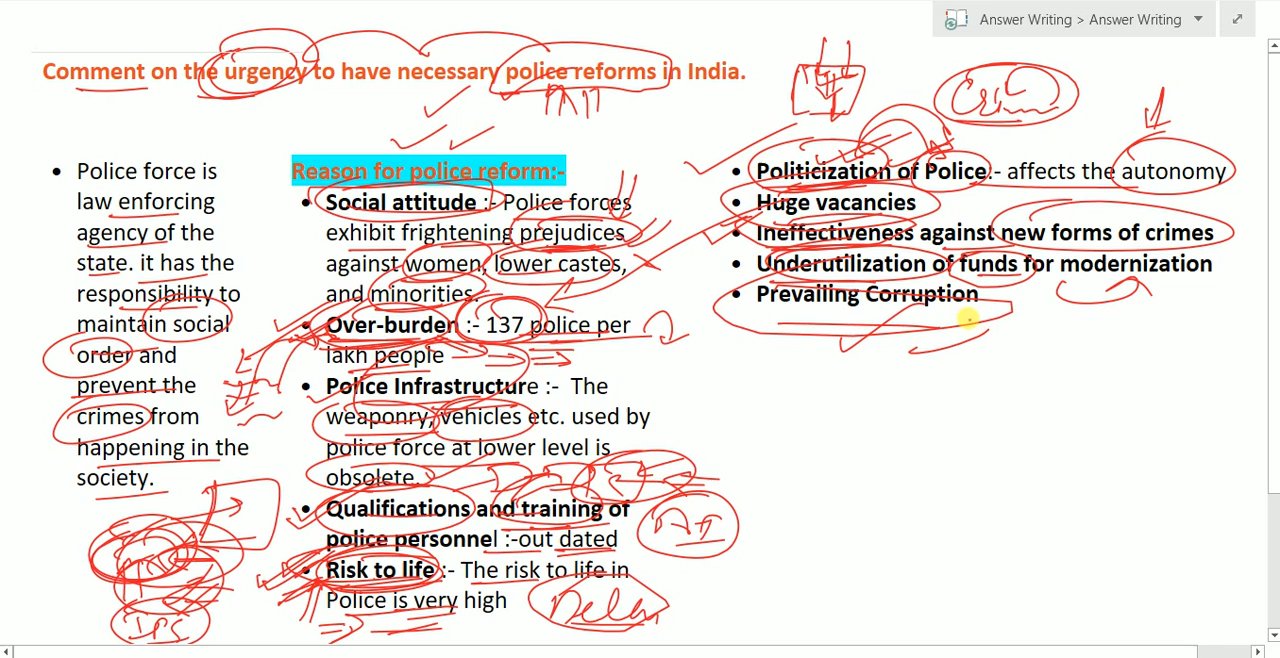 Answer Writing > Answer Writing
Comment on the urgency to have necessary police reforms in India.
Crime
• Police force is
law enforcing
agency of the
state. it has the
responsibility to
maintain social
order and
prevent the
crimes from
happening in the
society.
IPS
Reason for police reform:-
• Social attitude :- Police forces
exhibit frightening prejudices
against women, lower castes,
and minorities.
• Over-burden :- 137 police per
lakh people
• Police Infrastructure :- The
weaponry, vehicles etc. used by
police force at lower level is
obsolete.
• Qualifications and training of
police personnel :-out dated
• Risk to life :- The risk to life in
Police is very high
• Politicization of Police.- affects the autonomy
• Huge vacancies
• Ineffectiveness against new forms of crimes
• Underutilization of funds for modernization
• Prevailing Corruption